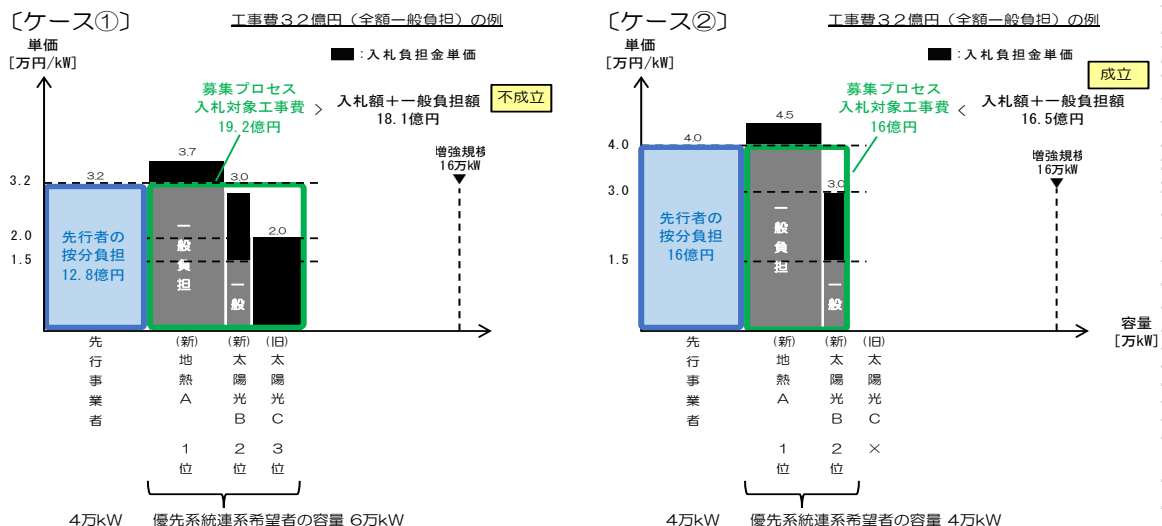 〔ケース①〕
工事費32億円（全額一般負担）の例
単価
[万円/kW]
：入札負担金単価
募集プロセス
入札対象工事費
19.2億円
＞
入札額＋一般負担額
18.1億円
不成立
3.7
3.2
3.2
3.0
増強規模
16万kW
2.0
2.0
1.5
先行者の
按分負担
12.8億円
一般負担
一般
先行事業者
(新)地熱A
(新)太陽光B
(旧)太陽光C
1位
2位
3位
4万kW
優先系統連系希望者の容量 6万kW
〔ケース②〕
工事費32億円（全額一般負担）の例
単価
[万円/kW]
：入札負担金単価
成立
募集プロセス
入札対象工事費
16億円
＜
入札額＋一般負担額
16.5億円
4.5
4.0
4.0
3.0
3.0
増強規模
16万kW
1.5
先行者の
按分負担
16億円
一般負担
一般
容量
[万kW]
先行事業者
(新)地熱A
(新)太陽光B
(旧)太陽光C
1位
2位
×
4万kW
優先系統連系希望者の容量 4万kW